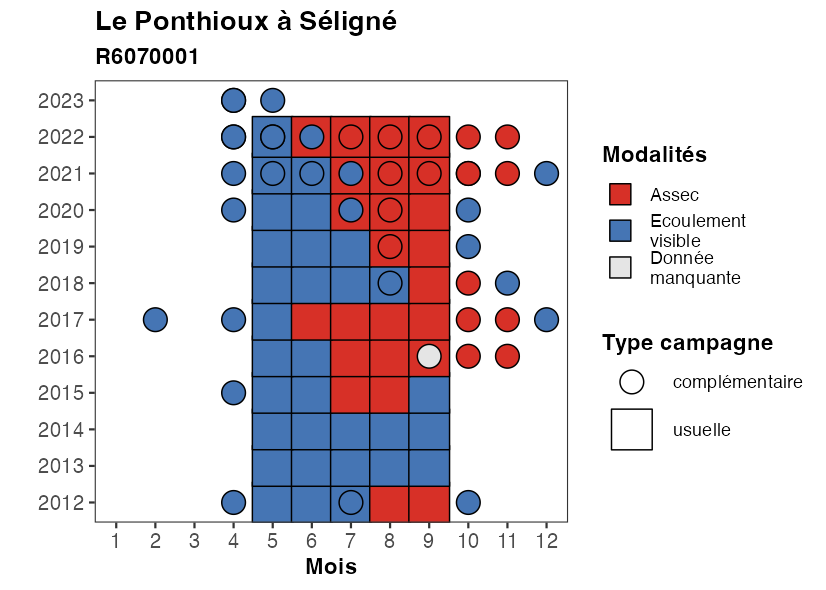 Le Ponthioux à Séligné
R6070001
2023
2022
2021
2020
2019
2018
2017
2016
2015
2014
2013
2012
1 2 3 4 5 6 7 8 9 10 11 12
Mois
Modalités
Assec
Ecoulement
visible
Donnée
manquante
Type campagne
complémentaire
usuelle